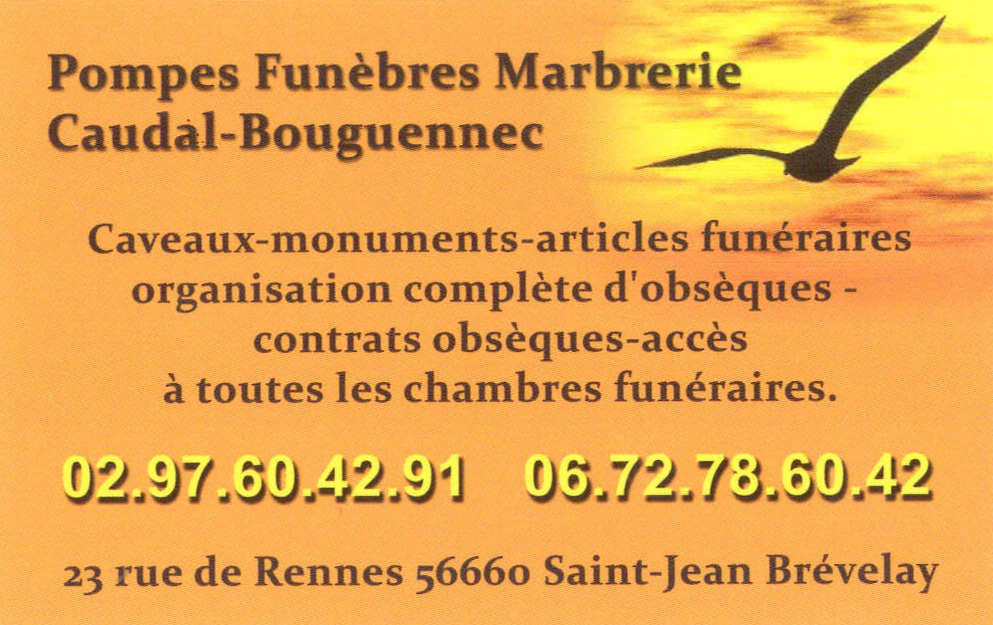 Pompes Funèbres Marbrerie
Caudal-Bouguennec
Caveaux-monuments-articles funéraires
organisation complète d'obsèques -
contrats obsèques-accès
à toutes les chambres funéraires.
02.97.60.42.91 06.72.78.60.42
23 rue de Rennes 56660 Saint-Jean Brévelay